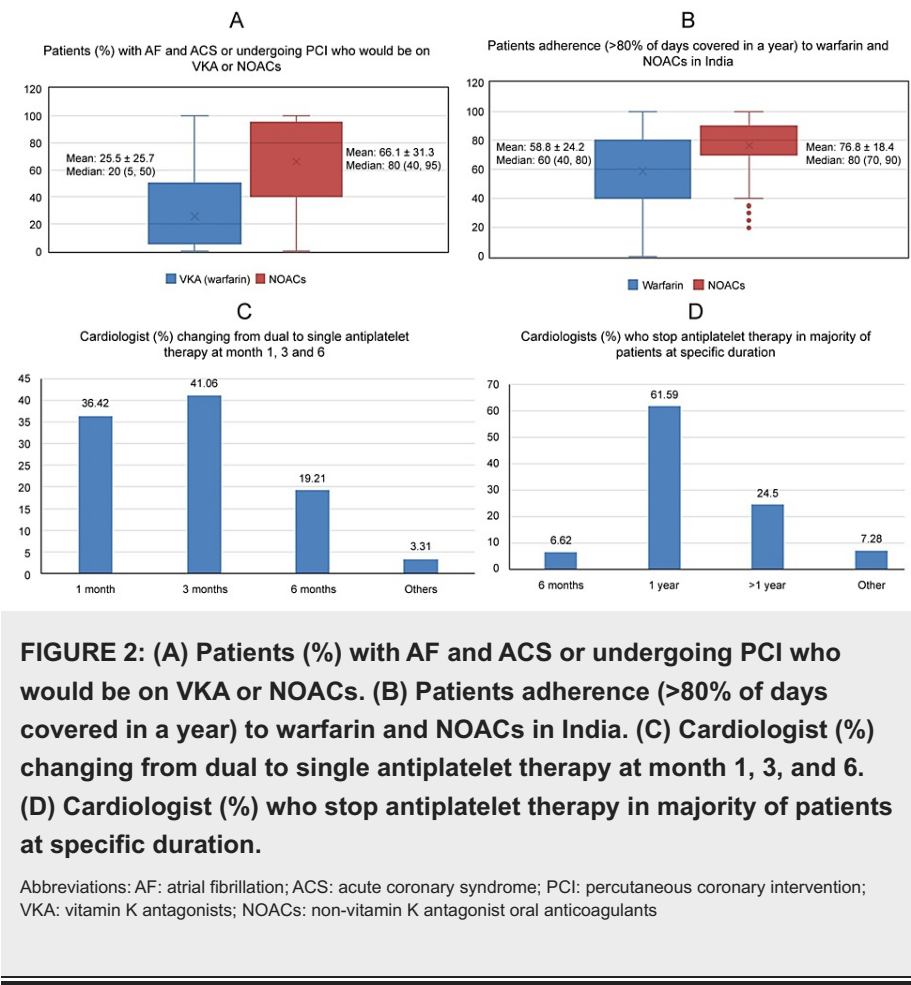 A
Patients (%) with AF and ACS or undergoing PCI who would be on
VKA or NOACs
120
100
80
60
40
20
0
Mean: 25.5 ± 25.7
Median: 20 (5, 50)
Mean: 66.1 ± 31.3
Median: 80 (40, 95)
VKA (warfarin) NOACs
B
Patients adherence (>80% of days covered in a year) to warfarin and
NOACs in India
120
100
80
60
40
20
0
Mean: 58.8 ± 24.2
Median: 60 (40, 80)
Mean: 76.8 ± 18.4
Median: 80 (70, 90)
Warfarin NOACs
C
Cardiologist (%) changing from dual to single antiplatelet
therapy at month 1, 3 and 6
45
40
35
30
25
20
15
10
5
0
36.42
41.06
19.21
3.31
1 month 3 months 6 months Others
D
Cardiologists (%) who stop antiplatelet therapy in majority of
patients at specific duration
70
60
50
40
30
20
10
0
6.62
61.59
24.5
7.28
6 months 1 year >1 year Other
FIGURE 2: (A) Patients (%) with AF and ACS or undergoing PCI who
would be on VKA or NOACs. (B) Patients adherence (>80% of days
covered in a year) to warfarin and NOACs in India. (C) Cardiologist (%)
changing from dual to single antiplatelet therapy at month 1, 3, and 6.
(D) Cardiologist (%) who stop antiplatelet therapy in majority of patients
at specific duration.
Abbreviations: AF: atrial fibrillation; ACS: acute coronary syndrome; PCI: percutaneous coronary intervention;
VKA: vitamin K antagonists; NOACs: non-vitamin K antagonist oral anticoagulants